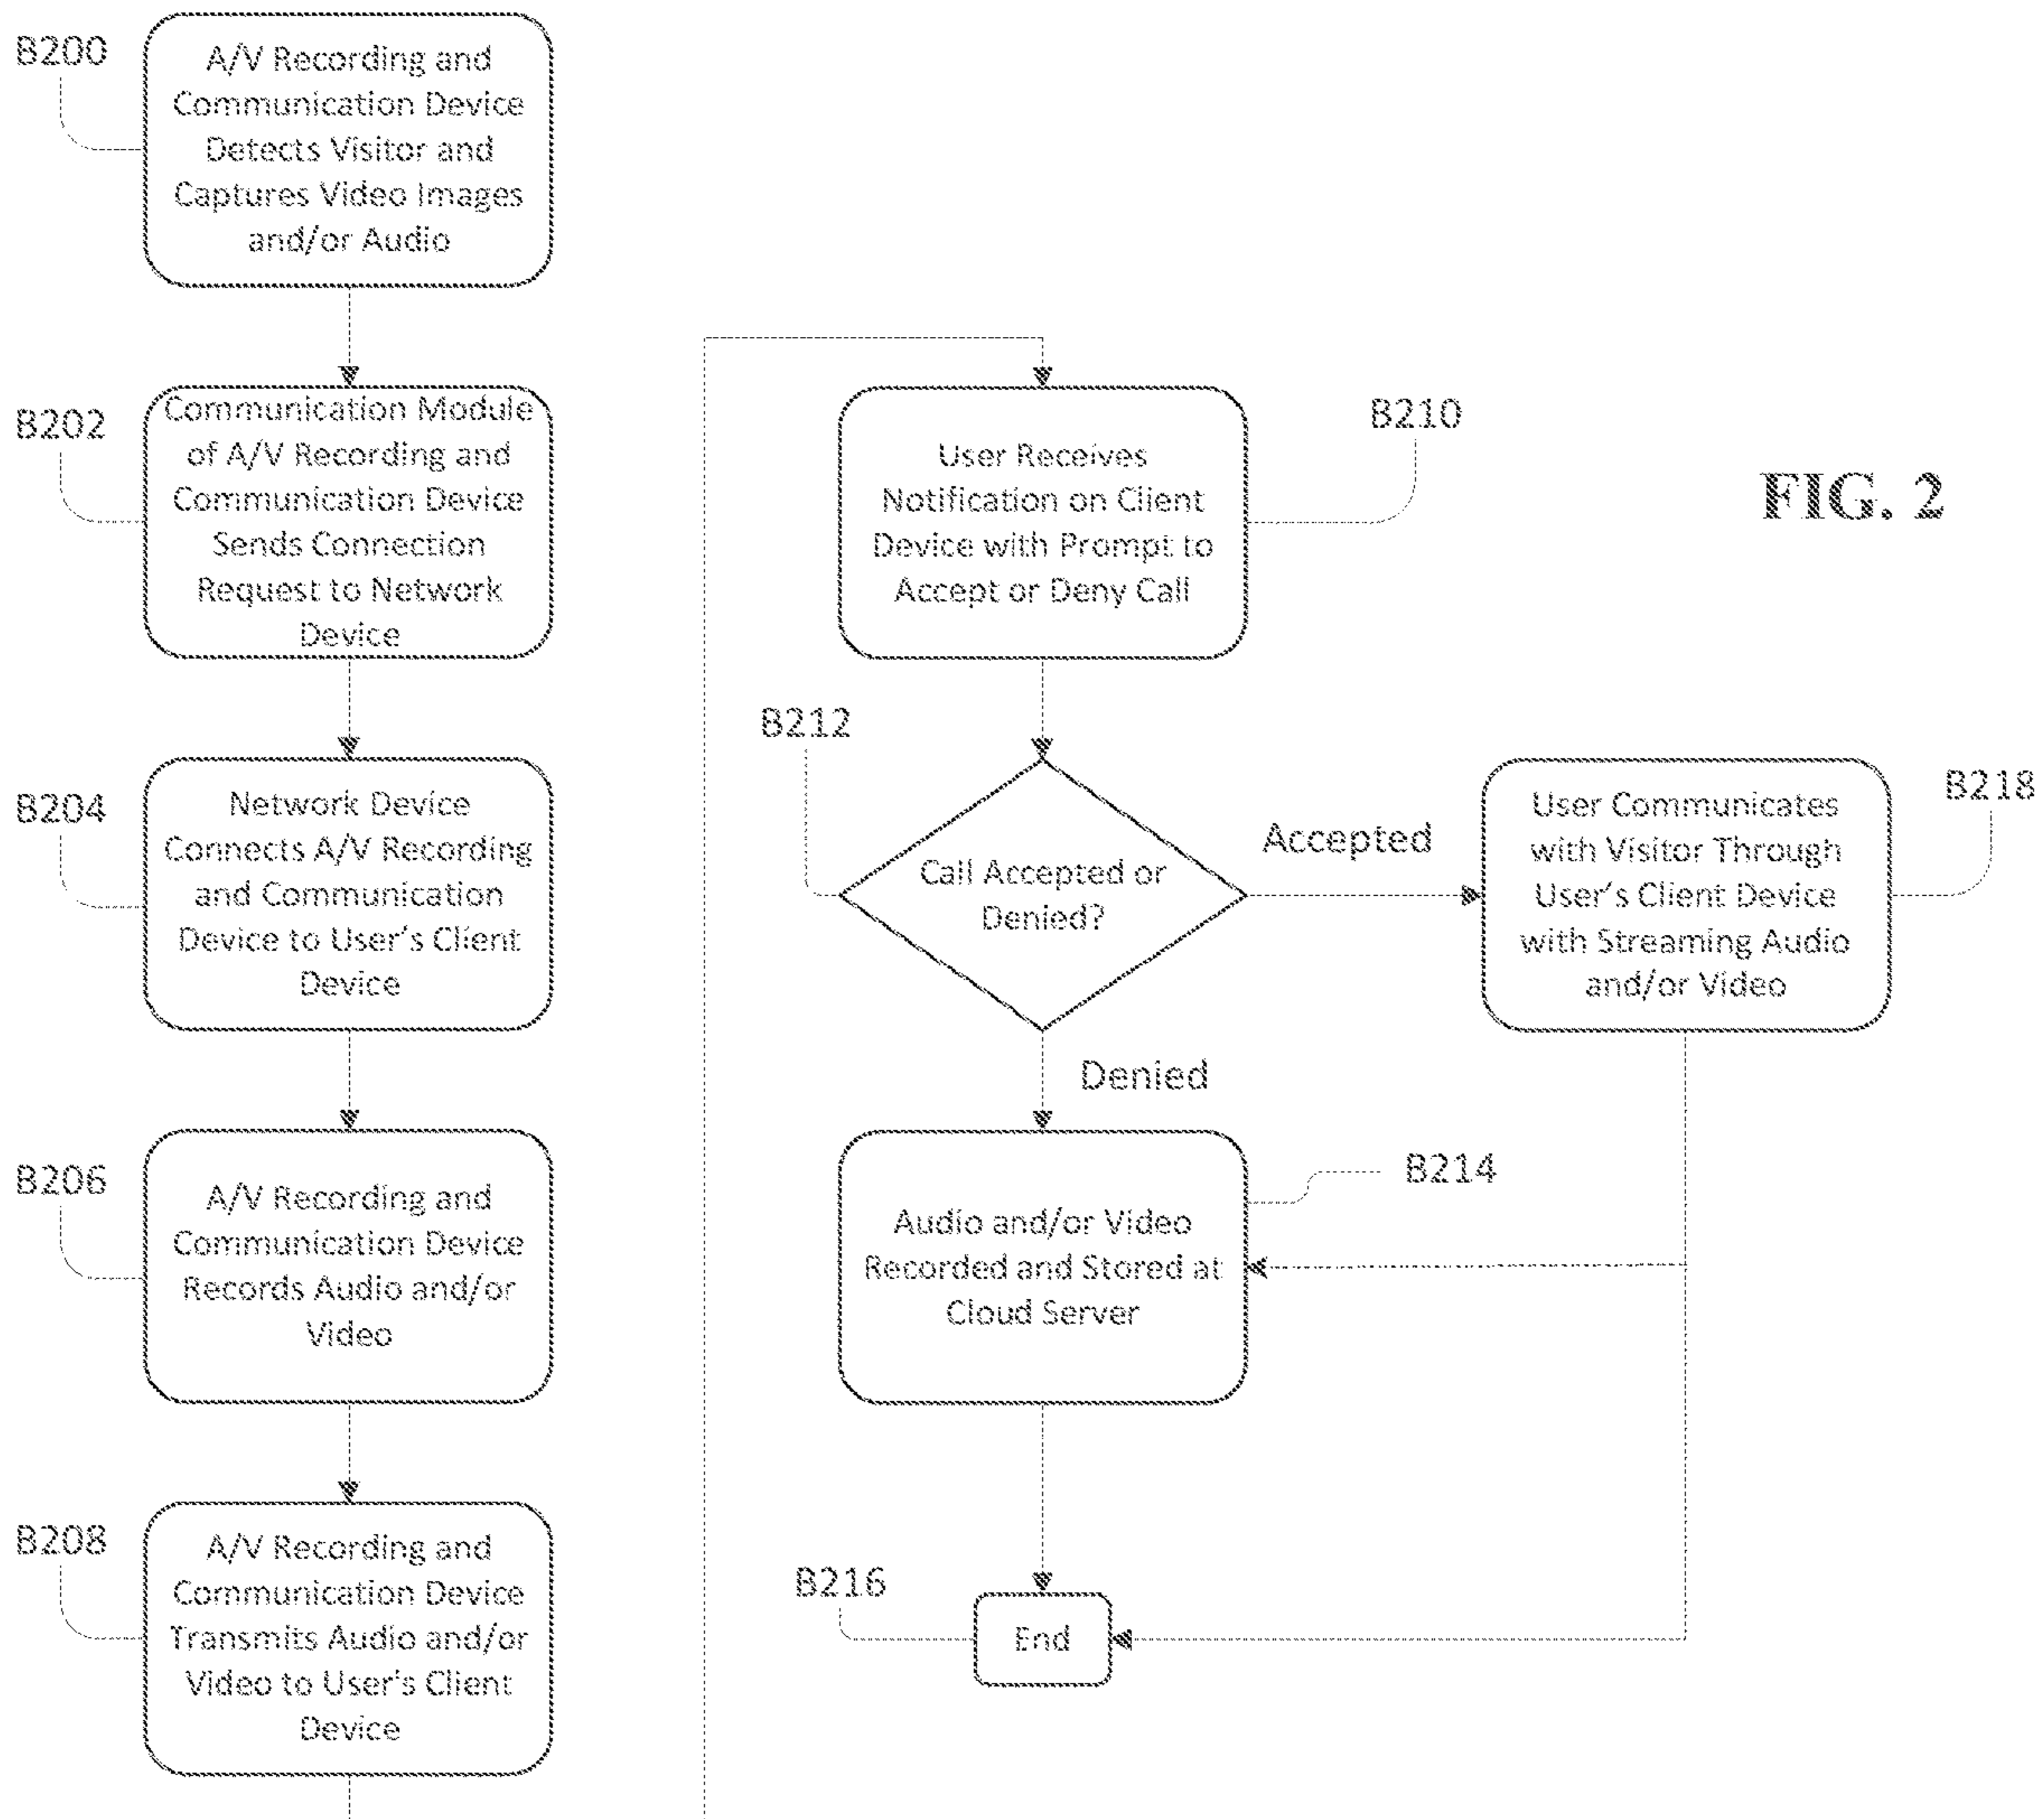 B200
A/V Recording and
Communication Device
Detects Visitor and
Captures Video Images
and/or Audio
B202
Communication Module
of A/V Recording and
Communication Device
Sends Connection
Request to Network
Device
B204
Network Device
Connects A/V Recording
and Communication
Device to User's Client
Device
B206
A/V Recording and
Communication Device
Records Audio and/or
Video
B208
A/V Recording and
Communication Device
Transmits Audio and/or
Video to User's Client
Device
B210
User Receives
Notification on Client
Device with Prompt to
Accept or Deny Call
FIG. 2
B212
Call Accepted or
Denied?
Accepted
B218
User Communicates
with Visitor Through
User's Client Device
with Streaming Audio
and/or Video
Denied
B214
Audio and/or Video
Recorded and Stored at
Cloud Server
B216
End